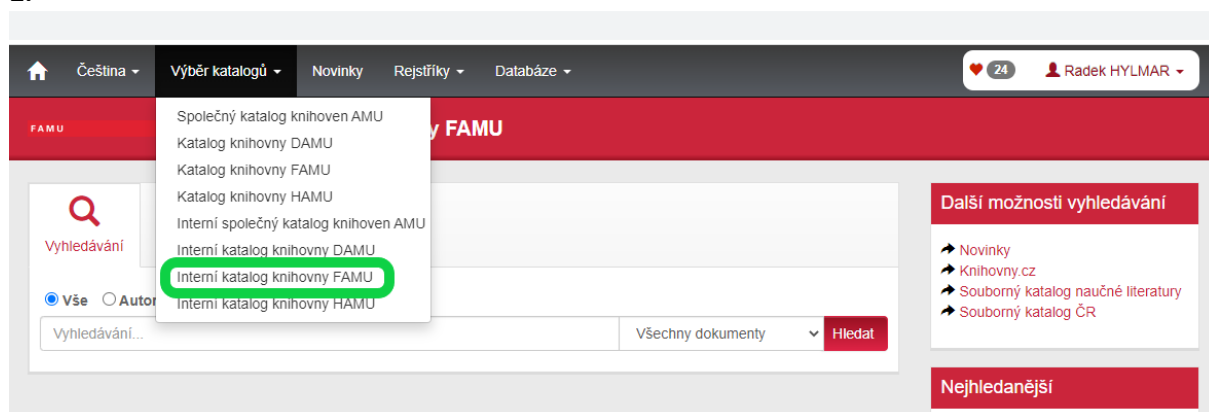 Čeština
Výběr katalogů
Novinky
Rejstříky
Databáze
24
Radek HYLMAR
FAMU
y FAMU
Společný katalog knihoven AMU
Katalog knihovny DAMU
Katalog knihovny FAMU
Katalog knihovny HAMU
Interní společný katalog knihoven AMU
Interní katalog knihovny DAMU
Interní katalog knihovny FAMU
Interní katalog knihovny HAMU
Vyhledávání
Vše
Autor
Vyhledávání...
Všechny dokumenty
Hledat
Další možnosti vyhledávání
Novinky
Knihovny.cz
Souborný katalog naučné literatury
Souborný katalog ČR
Nejhledanější